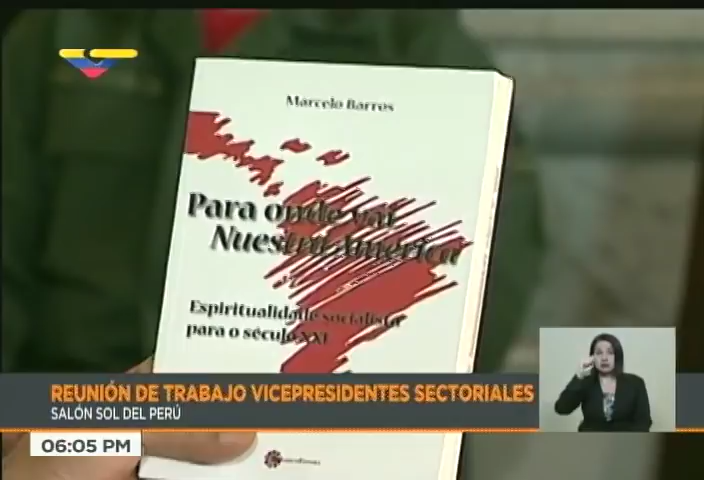 Marcelo Barros
Para onde vai
Nuestra América
Espiritualidade socialista
para o século XXI
REUNIÓN DE TRABAJO VICEPRESIDENTES SECTORIALES
SALÓN SOL DEL PERÚ
06:05 PM